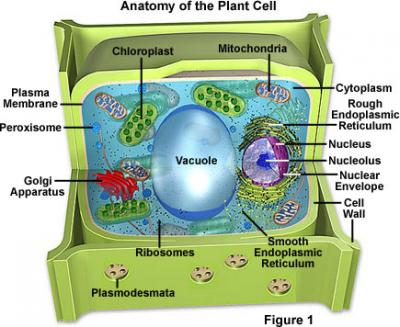 Anatomy of the Plant Cell
Chloroplast
Mitochondria
Plasma
Membrane
Cytoplasm
Rough
Endoplasmic
Reticulum
Peroxisome
Nucleus
Vacuole
Nucleolus
Golgi
Apparatus
Nuclear
Envelope
Cell
Wall
Ribosomes
Smooth
Endoplasmic
Reticulum
Plasmodesmata
Figure 1